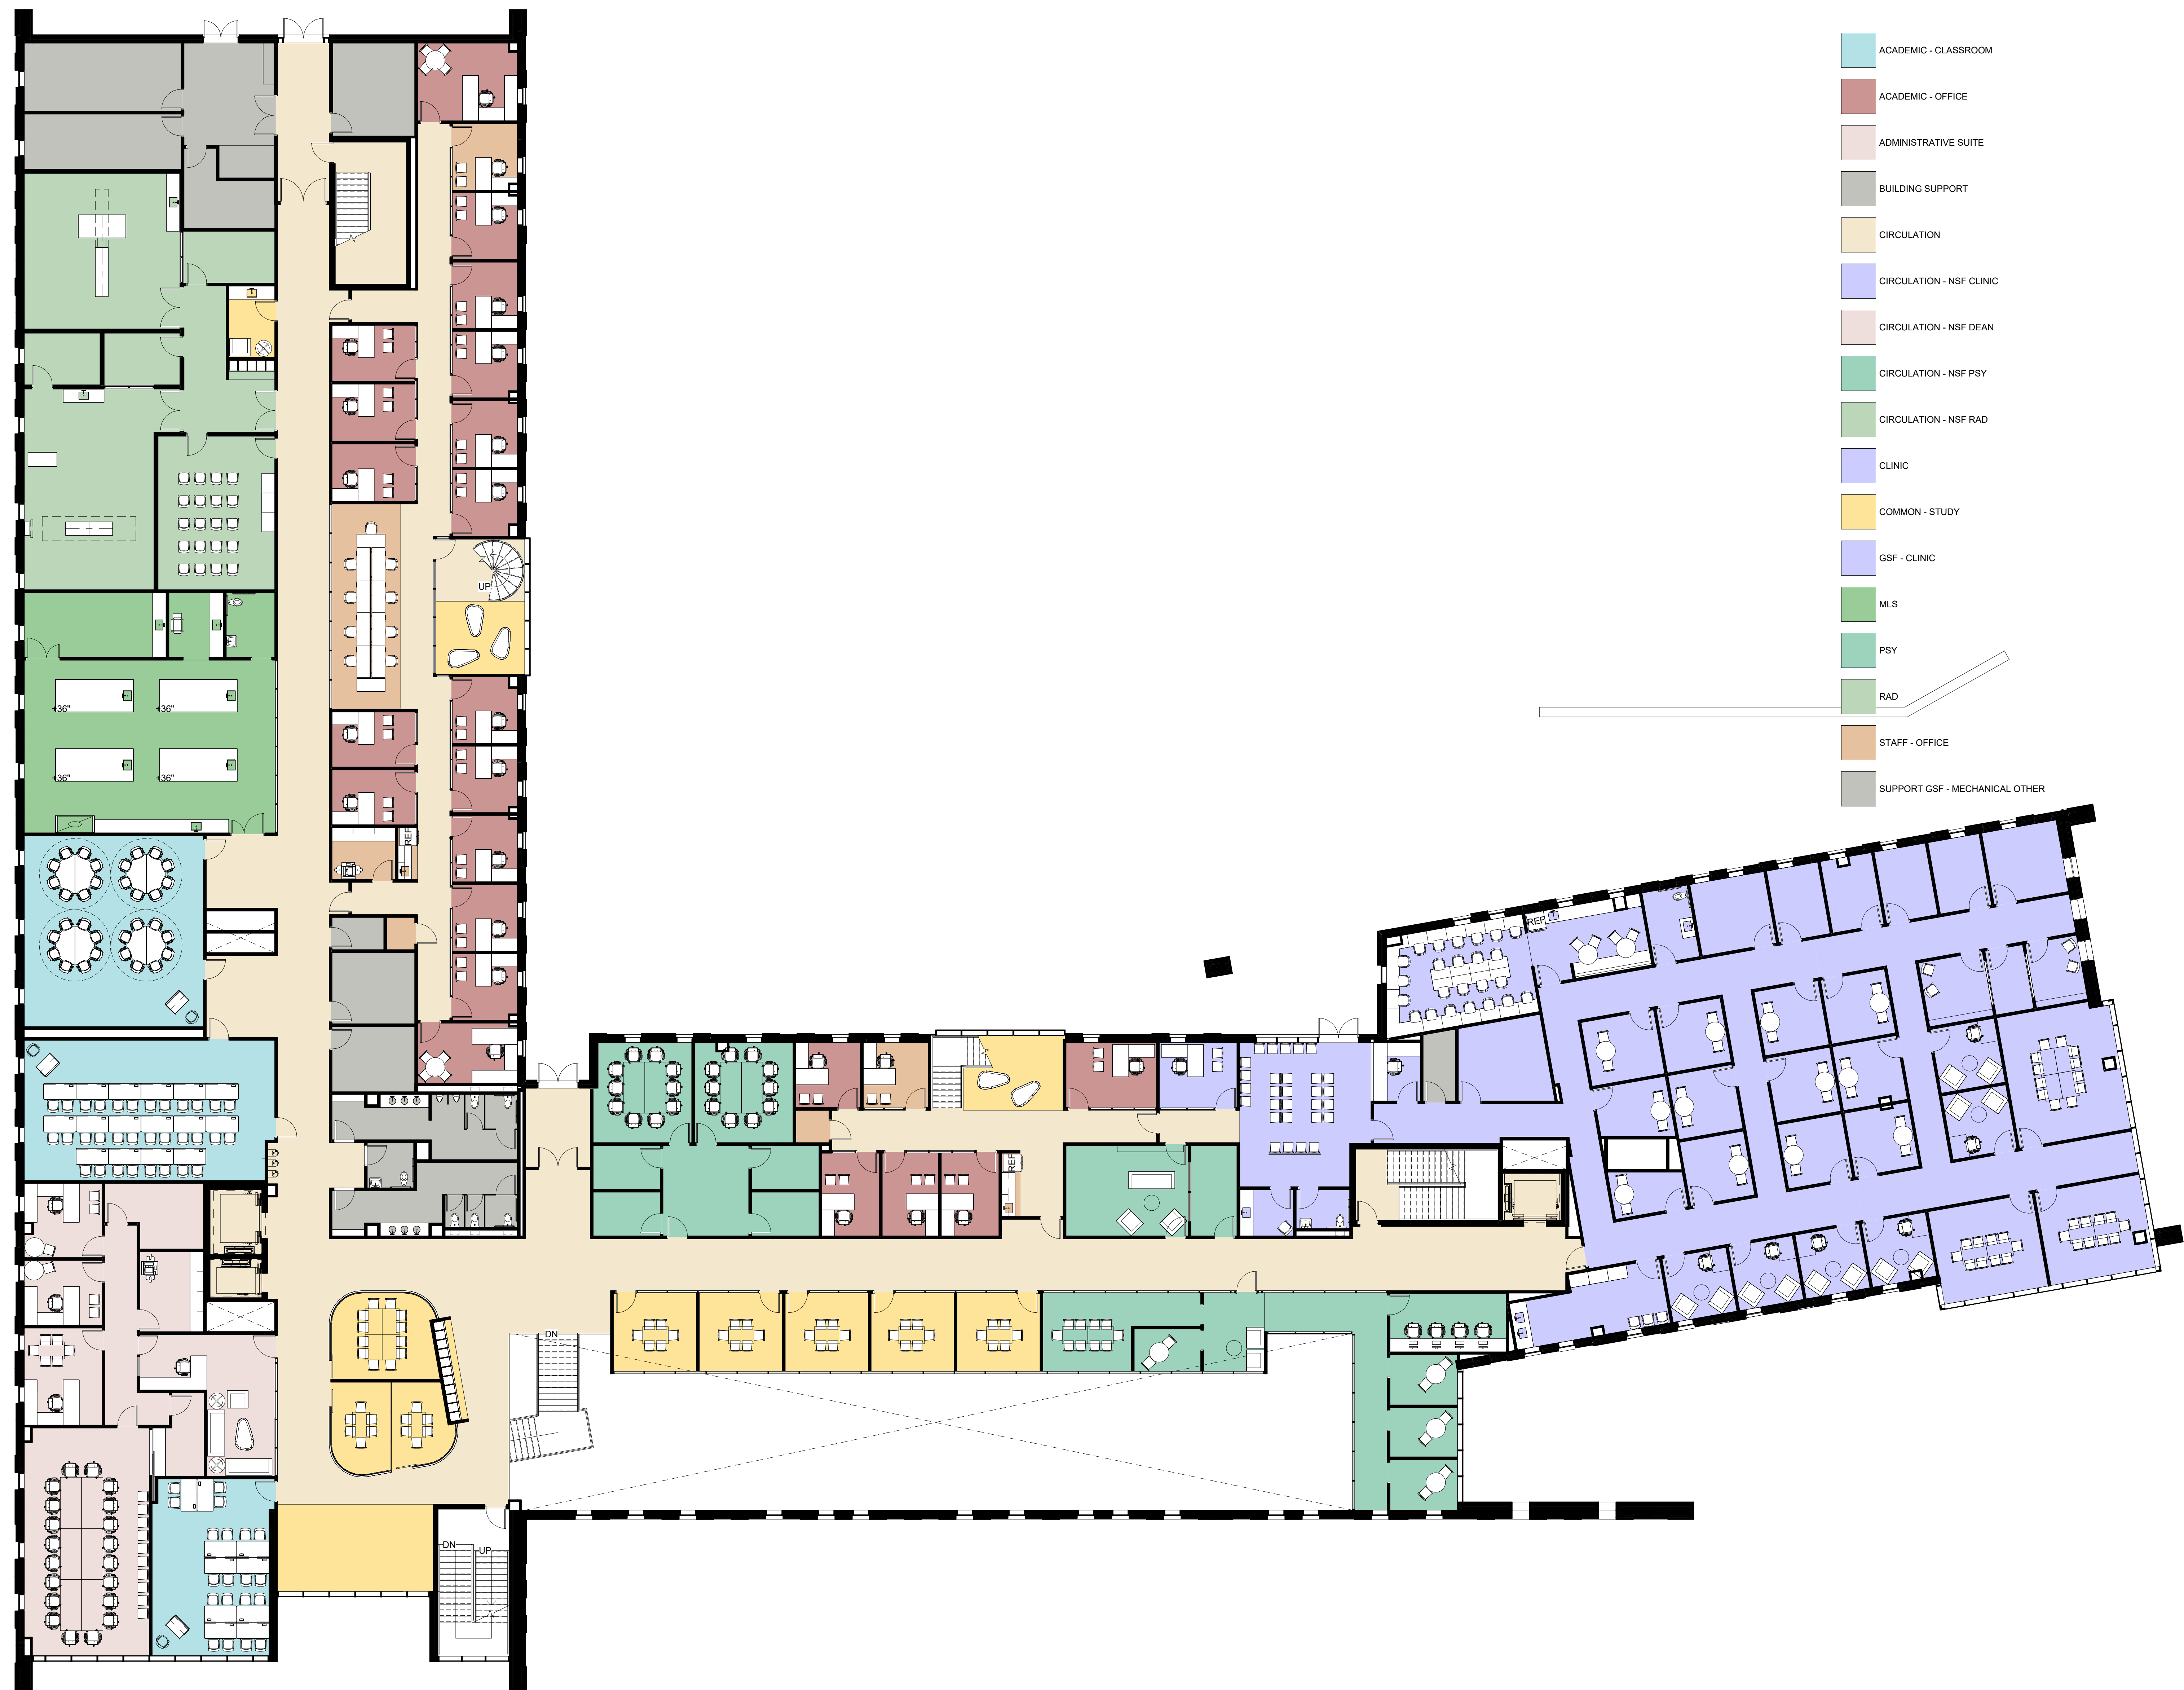 ACADEMIC - CLASSROOM
ACADEMIC - OFFICE
ADMINISTRATIVE SUITE
BUILDING SUPPORT
CIRCULATION
CIRCULATION - NSF CLINIC
CIRCULATION - NSF DEAN
CIRCULATION - NSF PSY
CIRCULATION - NSF RAD
CLINIC
COMMON - STUDY
GSF - CLINIC
MLS
PSY
RAD
STAFF - OFFICE
SUPPORT GSF - MECHANICAL OTHER
UP
+36"
+36"
+36"
+36"
REF
REF
REF
DN
DN
UP